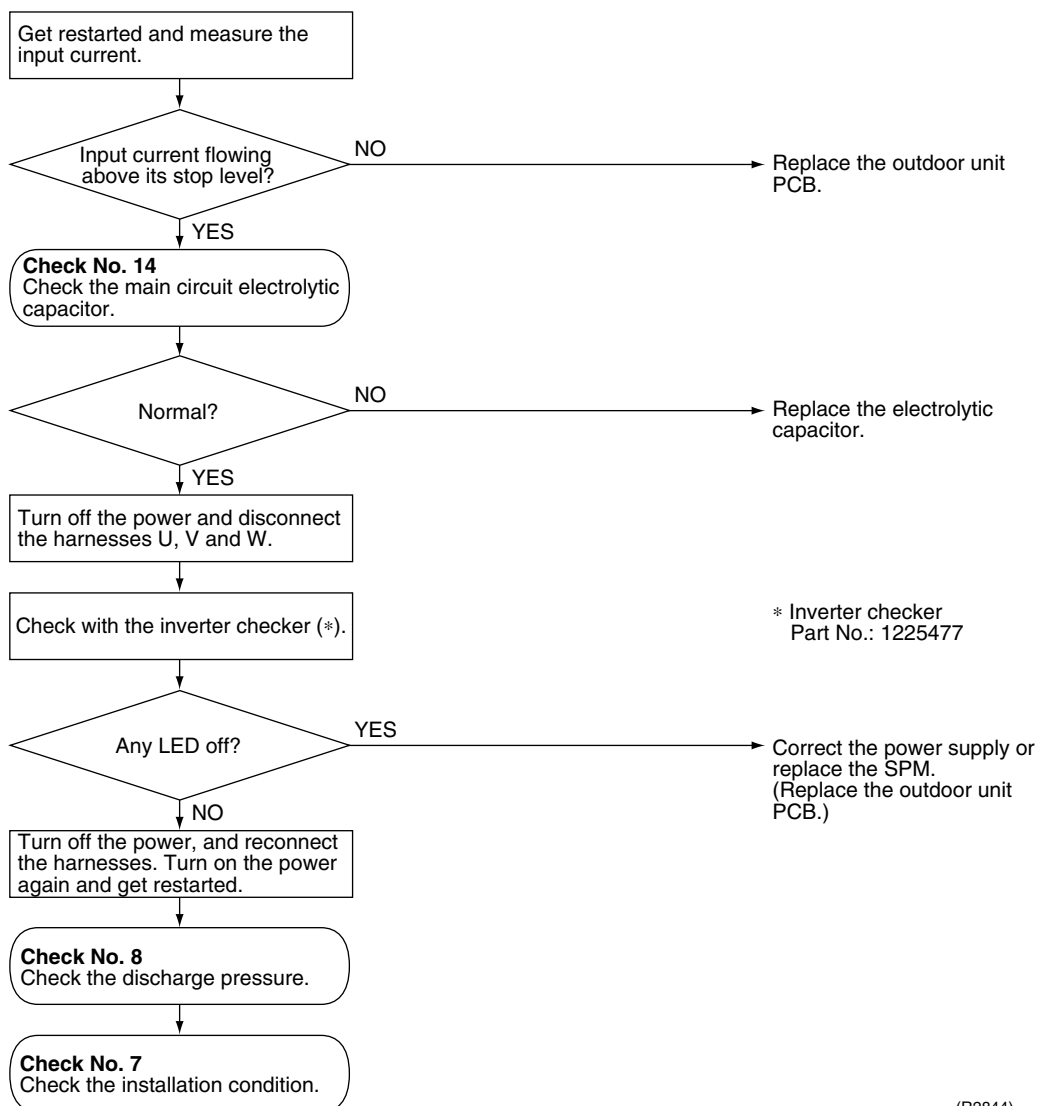 Get restarted and measure the
input current.
Input current flowing
above its stop level?
NO
Replace the outdoor unit
PCB.
YES
Check No. 14
Check the main circuit electrolytic
capacitor.
Normal?
NO
Replace the electrolytic
capacitor.
YES
Turn off the power and disconnect
the harnesses U, V and W.
Check with the inverter checker (*).
* Inverter checker
Part No.: 1225477
Any LED off?
YES
Correct the power supply or
replace the SPM.
(Replace the outdoor unit
PCB.)
NO
Turn off the power, and reconnect
the harnesses. Turn on the power
again and get restarted.
Check No. 8
Check the discharge pressure.
Check No. 7
Check the installation condition.
(R2844)